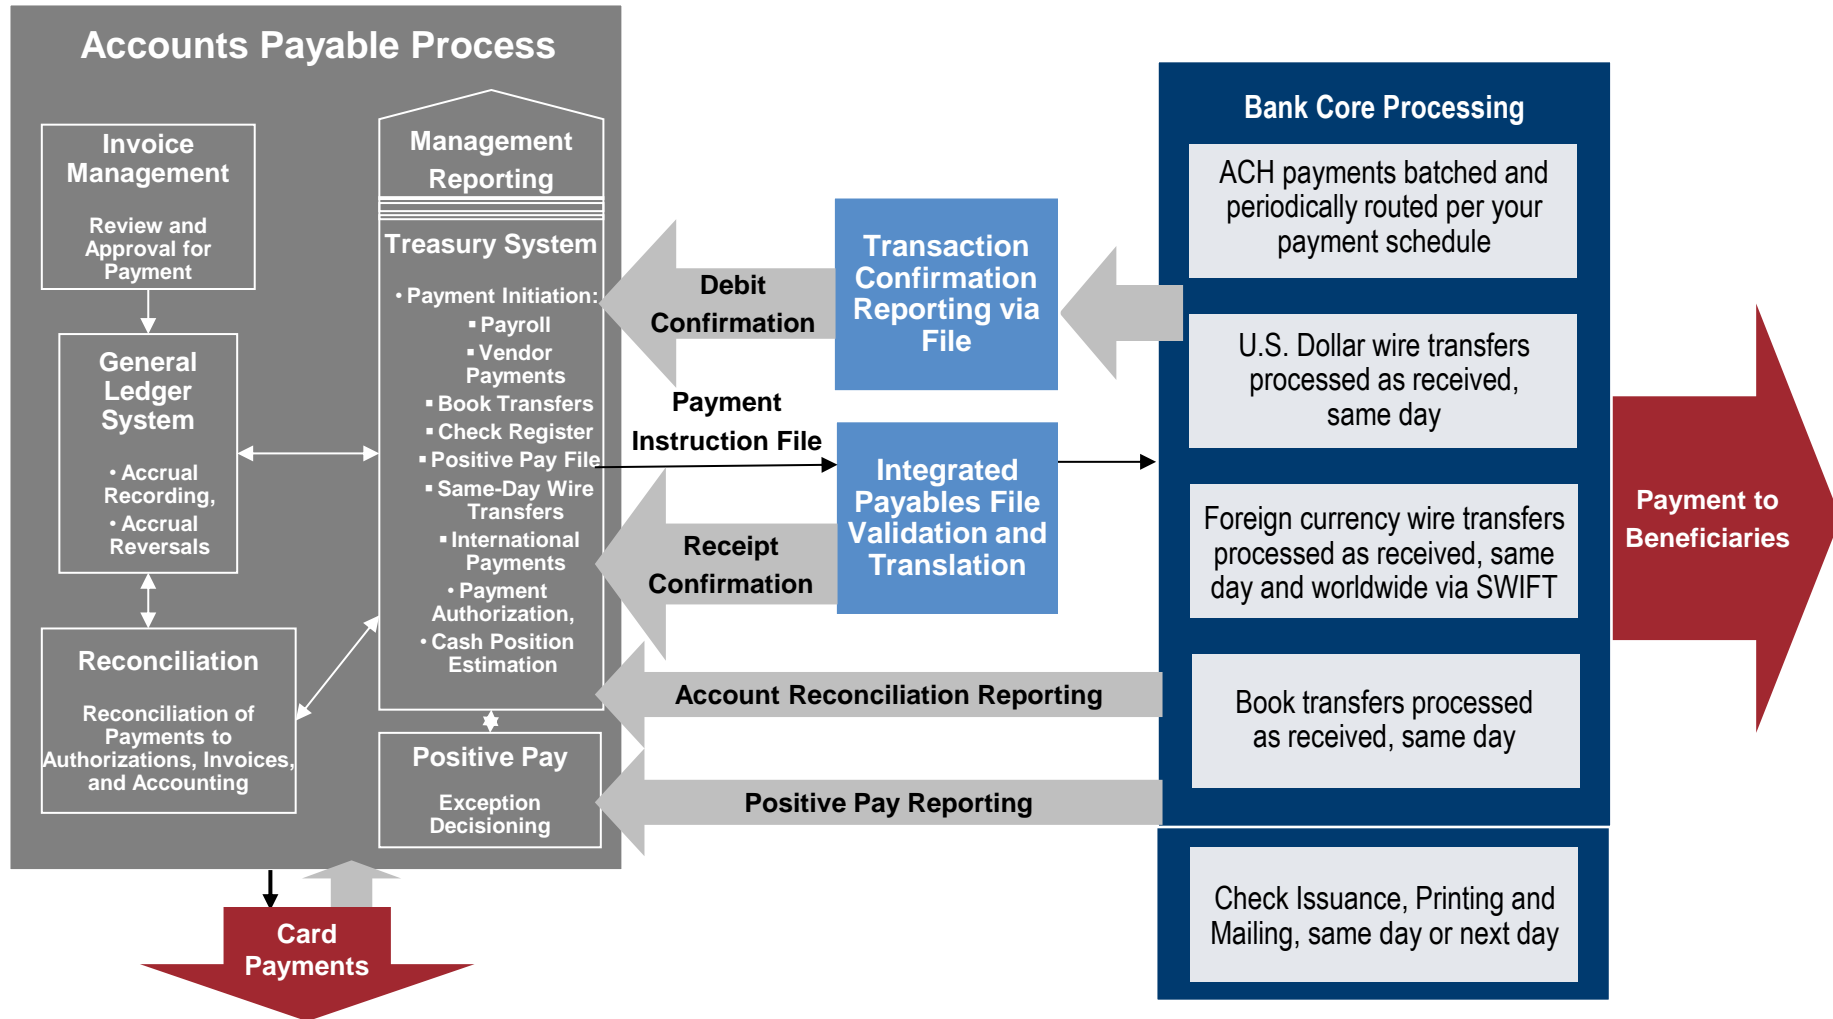 Accounts Payable Process
Invoice
Management
Review and
Approval for
Payment
General
Ledger
System
• Accrual
Recording,
• Accrual
Reversals
Reconciliation
Reconciliation of
Payments to
Authorizations, Invoices,
and Accounting
Management
Reporting
Treasury System
• Payment Initiation:
▪ Payroll
▪ Vendor
Payments
▪ Book Transfers
▪ Check Register
▪ Positive Pay File
▪ Same-Day Wire
Transfers
▪ International
Payments
• Payment
Authorization,
• Cash Position
Estimation
Positive Pay
Exception
Decisioning
Card
Payments
Debit
Confirmation
Payment
Instruction File
Receipt
Confirmation
Account Reconciliation Reporting
Positive Pay Reporting
Transaction
Confirmation
Reporting via
File
Integrated
Payables File
Validation and
Translation
Bank Core Processing
ACH payments batched and
periodically routed per your
payment schedule
U.S. Dollar wire transfers
processed as received,
same day
Foreign currency wire transfers
processed as received, same
day and worldwide via SWIFT
Book transfers processed
as received, same day
Check Issuance, Printing and
Mailing, same day or next day
Payment to
Beneficiaries